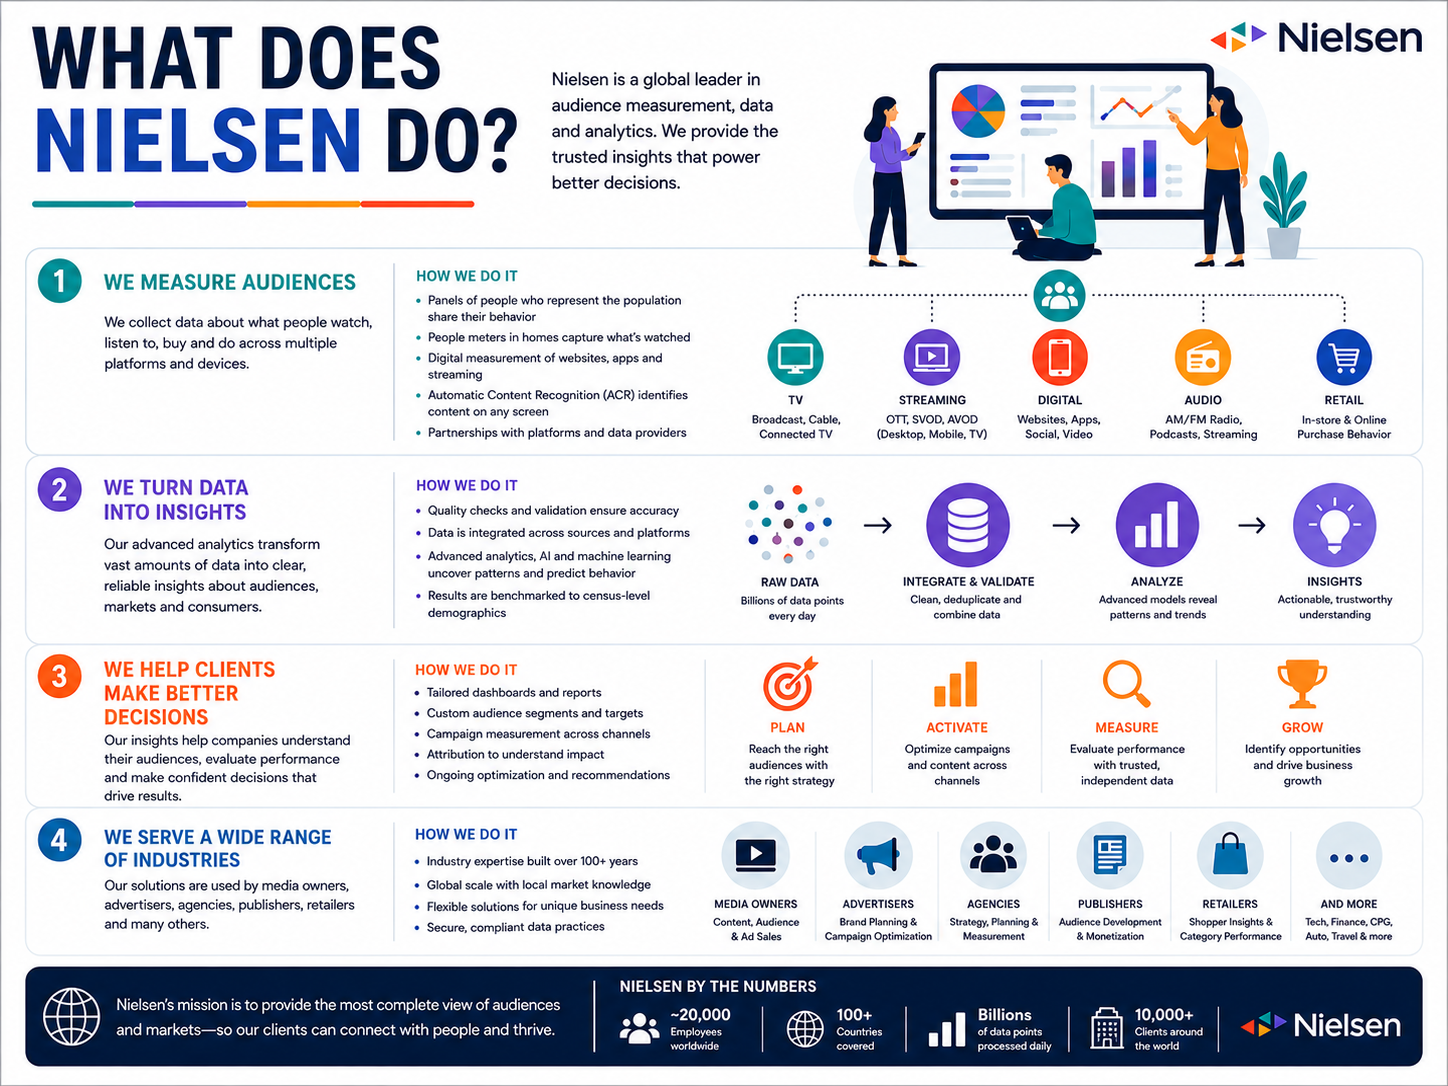 WHAT DOES
NIELSEN DO?
Nielsen is a global leader in
audience measurement, data
and analytics. We provide the
trusted insights that power
better decisions.
Nielsen
1
WE MEASURE AUDIENCES
We collect data about what people watch,
listen to, buy and do across multiple
platforms and devices.
HOW WE DO IT
• Panels of people who represent the population
share their behavior
• People meters in homes capture what's watched
• Digital measurement of websites, apps and
streaming
• Automatic Content Recognition (ACR) identifies
content on any screen
• Partnerships with platforms and data providers
TV
Broadcast, Cable,
Connected TV
STREAMING
OTT, SVOD, AVOD
(Desktop, Mobile, TV)
DIGITAL
Websites, Apps,
Social, Video
AUDIO
AM/FM Radio,
Podcasts, Streaming
RETAIL
In-store & Online
Purchase Behavior
2
WE TURN DATA
INTO INSIGHTS
Our advanced analytics transform
vast amounts of data into clear,
reliable insights about audiences,
markets and consumers.
HOW WE DO IT
• Quality checks and validation ensure accuracy
• Data is integrated across sources and platforms
• Advanced analytics, AI and machine learning
uncover patterns and predict behavior
• Results are benchmarked to census-level
demographics
RAW DATA
Billions of data points
every day
INTEGRATE & VALIDATE
Clean, deduplicate and
combine data
ANALYZE
Advanced models reveal
patterns and trends
INSIGHTS
Actionable, trustworthy
understanding
3
WE HELP CLIENTS
MAKE BETTER
DECISIONS
Our insights help companies understand
their audiences, evaluate performance
and make confident decisions that
drive results.
HOW WE DO IT
• Tailored dashboards and reports
• Custom audience segments and targets
• Campaign measurement across channels
• Attribution to understand impact
• Ongoing optimization and recommendations
PLAN
Reach the right
audiences with
the right strategy
ACTIVATE
Optimize campaigns
and content across
channels
MEASURE
Evaluate performance
with trusted,
independent data
GROW
Identify opportunities
and drive business
growth
4
WE SERVE A WIDE RANGE
OF INDUSTRIES
Our solutions are used by media owners,
advertisers, agencies, publishers, retailers
and many others.
HOW WE DO IT
• Industry expertise built over 100+ years
• Global scale with local market knowledge
• Flexible solutions for unique business needs
• Secure, compliant data practices
MEDIA OWNERS
Content, Audience
& Ad Sales
ADVERTISERS
Brand Planning &
Campaign Optimization
AGENCIES
Strategy, Planning &
Measurement
PUBLISHERS
Audience Development
& Monetization
RETAILERS
Shopper Insights &
Category Performance
AND MORE
Tech, Finance, CPG,
Auto, Travel & more
Nielsen's mission is to provide the most complete view of audiences
and markets—so our clients can connect with people and thrive.
NIELSEN BY THE NUMBERS
~20,000
Employees
worldwide
100+
Countries
covered
Billions
of data points
processed daily
10,000+
Clients around
the world
Nielsen